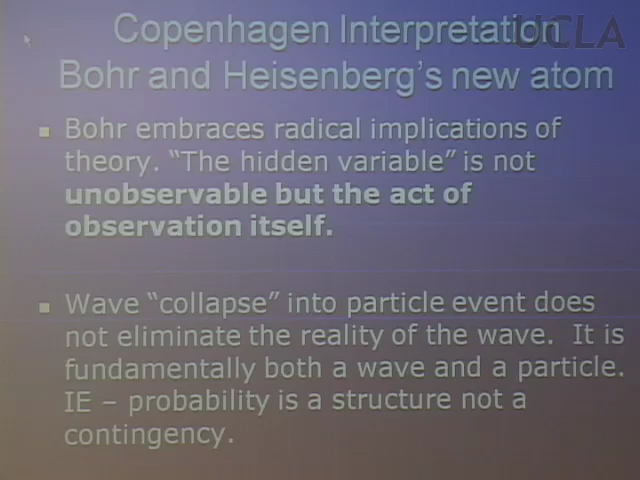 UCLA
Copenhagen Interpretation
Bohr and Heisenberg's new atom
Bohr embraces radical implications of
theory. "The hidden variable" is not
unobservable but the act of
observation itself.
Wave "collapse" into particle event does
not eliminate the reality of the wave. It is
fundamentally both a wave and a particle.
IE – probability is a structure not a
contingency.